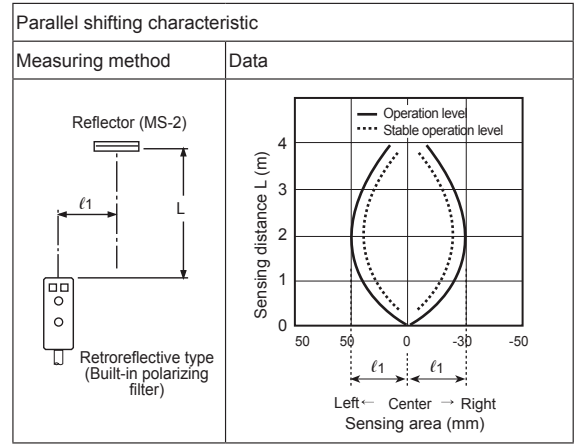 Parallel shifting characteristic
Measuring method
Data
Reflector (MS-2)
ℓ1
L
Retroreflective type
(Built-in polarizing
filter)
Operation level
Stable operation level
Sensing distance L (m)
4
3
2
1
0
50 50 0 -30 -50
ℓ1 ℓ1
Left← Center → Right
Sensing area (mm)